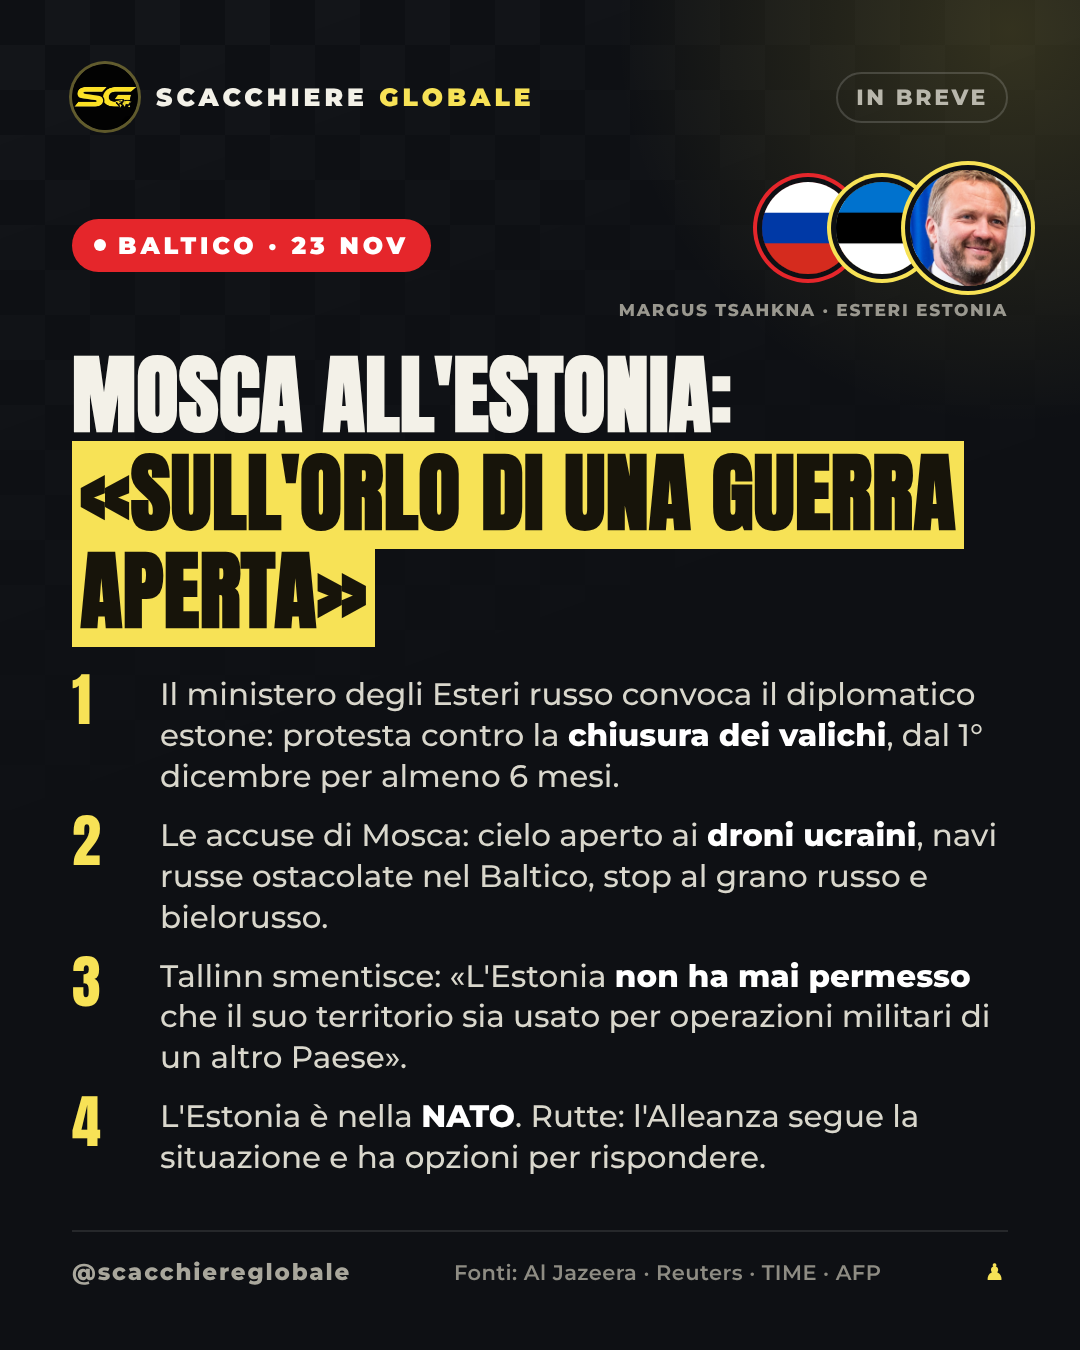 SG
SCACCHIERE GLOBALE
IN BREVE
BALTICO · 23 NOV
MARGUS TSAHKNA · ESTERI ESTONIA
MOSCA ALL'ESTONIA:
«SULL'ORLO DI UNA GUERRA
APERTA»
1
Il ministero degli Esteri russo convoca il diplomatico
estone: protesta contro la chiusura dei valichi, dal 1°
dicembre per almeno 6 mesi.
2
Le accuse di Mosca: cielo aperto ai droni ucraini, navi
russe ostacolate nel Baltico, stop al grano russo e
bielorusso.
3
Tallinn smentisce: «L'Estonia non ha mai permesso
che il suo territorio sia usato per operazioni militari di
un altro Paese».
4
L'Estonia è nella NATO. Rutte: l'Alleanza segue la
situazione e ha opzioni per rispondere.
@scacchiereglobale
Fonti: Al Jazeera · Reuters · TIME · AFP